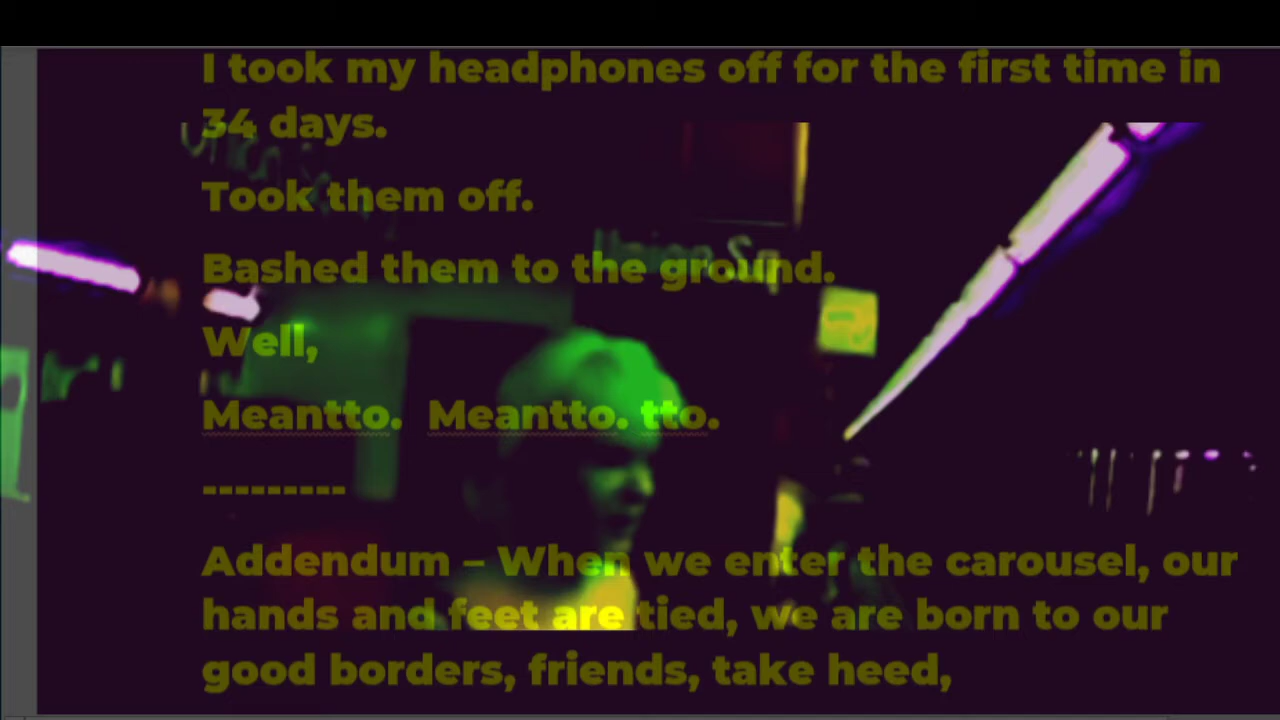 I took my headphones off for the first time in
34 days.
Took them off.
Union Sq
Bashed them to the ground.
Well,
Meantto.  Meantto. tto.
---------
Addendum – When we enter the carousel, our
hands and feet are tied, we are born to our
good borders, friends, take heed,